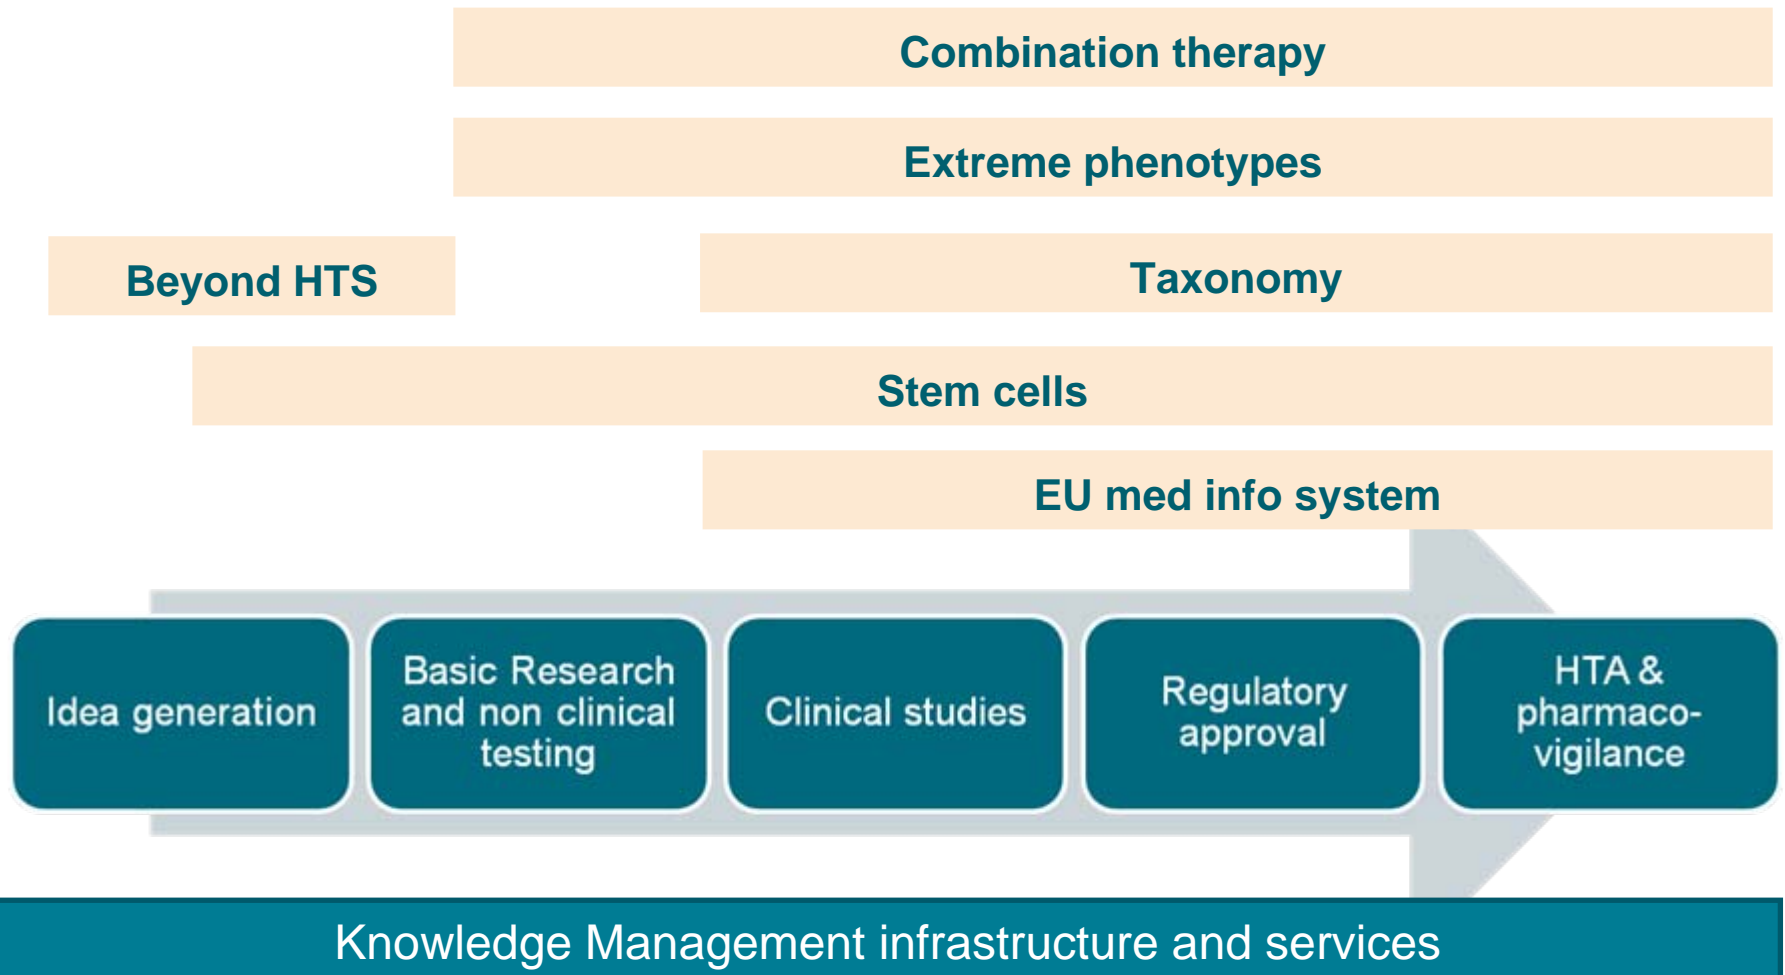 Combination therapy
Extreme phenotypes
Beyond HTS
Taxonomy
Stem cells
EU med info system
Idea generation
Basic Research
and non clinical
testing
Clinical studies
Regulatory
approval
HTA &
pharmaco-
vigilance
Knowledge Management infrastructure and services